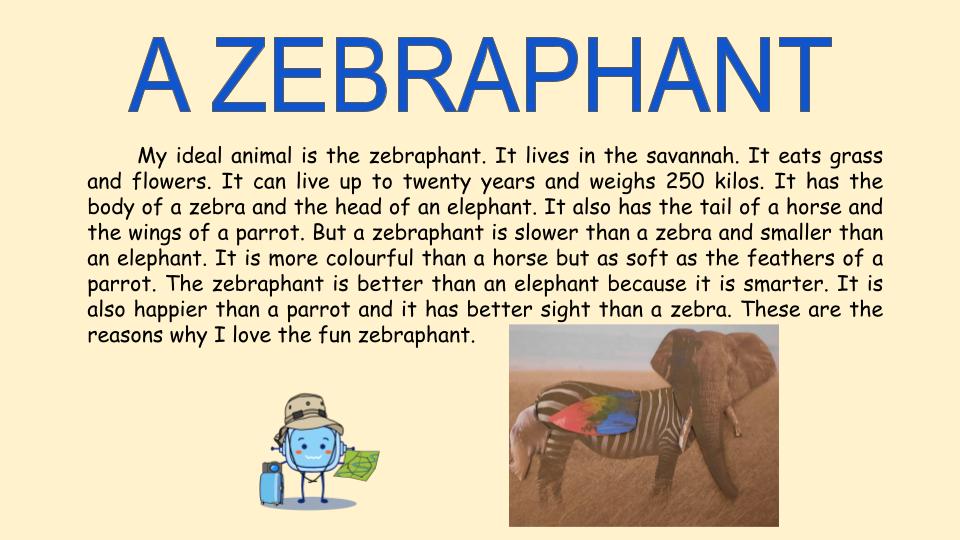 A ZEBRAPHANT
My ideal animal is the zebraphant. It lives in the savannah. It eats grass
and flowers. It can live up to twenty years and weighs 250 kilos. It has the
body of a zebra and the head of an elephant. It also has the tail of a horse and
the wings of a parrot. But a zebraphant is slower than a zebra and smaller than
an elephant. It is more colourful than a horse but as soft as the feathers of a
parrot. The zebraphant is better than an elephant because it is smarter. It is
also happier than a parrot and it has better sight than a zebra. These are the
reasons why I love the fun zebraphant.